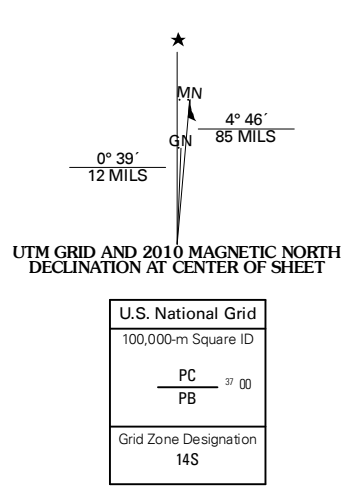 ★
MN
4° 46´
85 MILS
GN
0° 39´
12 MILS
UTM GRID AND 2010 MAGNETIC NORTH
DECLINATION AT CENTER OF SHEET
U.S. National Grid
100,000-m Square ID
PC
37 00
PB
Grid Zone Designation
14S